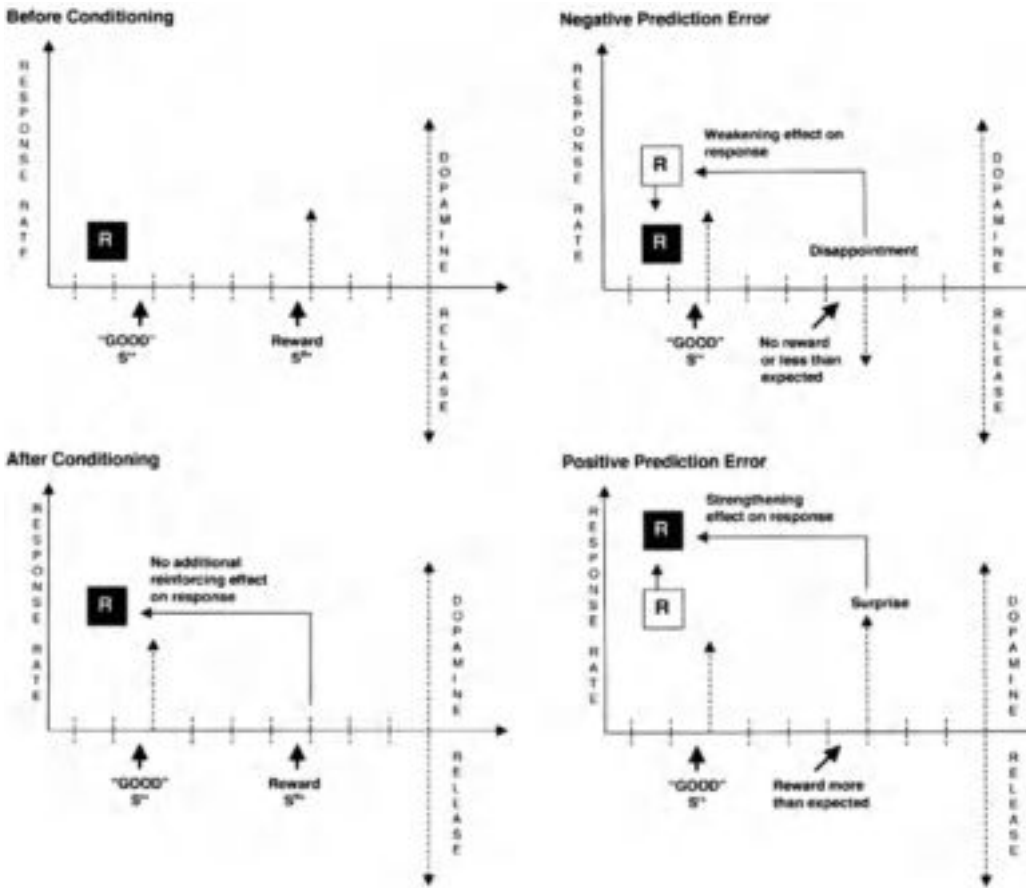 Before Conditioning
RESPONSE RATE
R
DOPAMINE RELEASE
"GOOD"
Reward
Negative Prediction Error
RESPONSE RATE
R
R
Weakening effect on
response
Disappointment
DOPAMINE RELEASE
"GOOD"
No reward
or less than
expected
After Conditioning
RESPONSE RATE
R
No additional
reinforcing effect
on response
DOPAMINE RELEASE
"GOOD"
Reward
Positive Prediction Error
RESPONSE RATE
R
R
Strengthening
effect on response
Surprise
DOPAMINE RELEASE
"GOOD"
Reward more
than expected